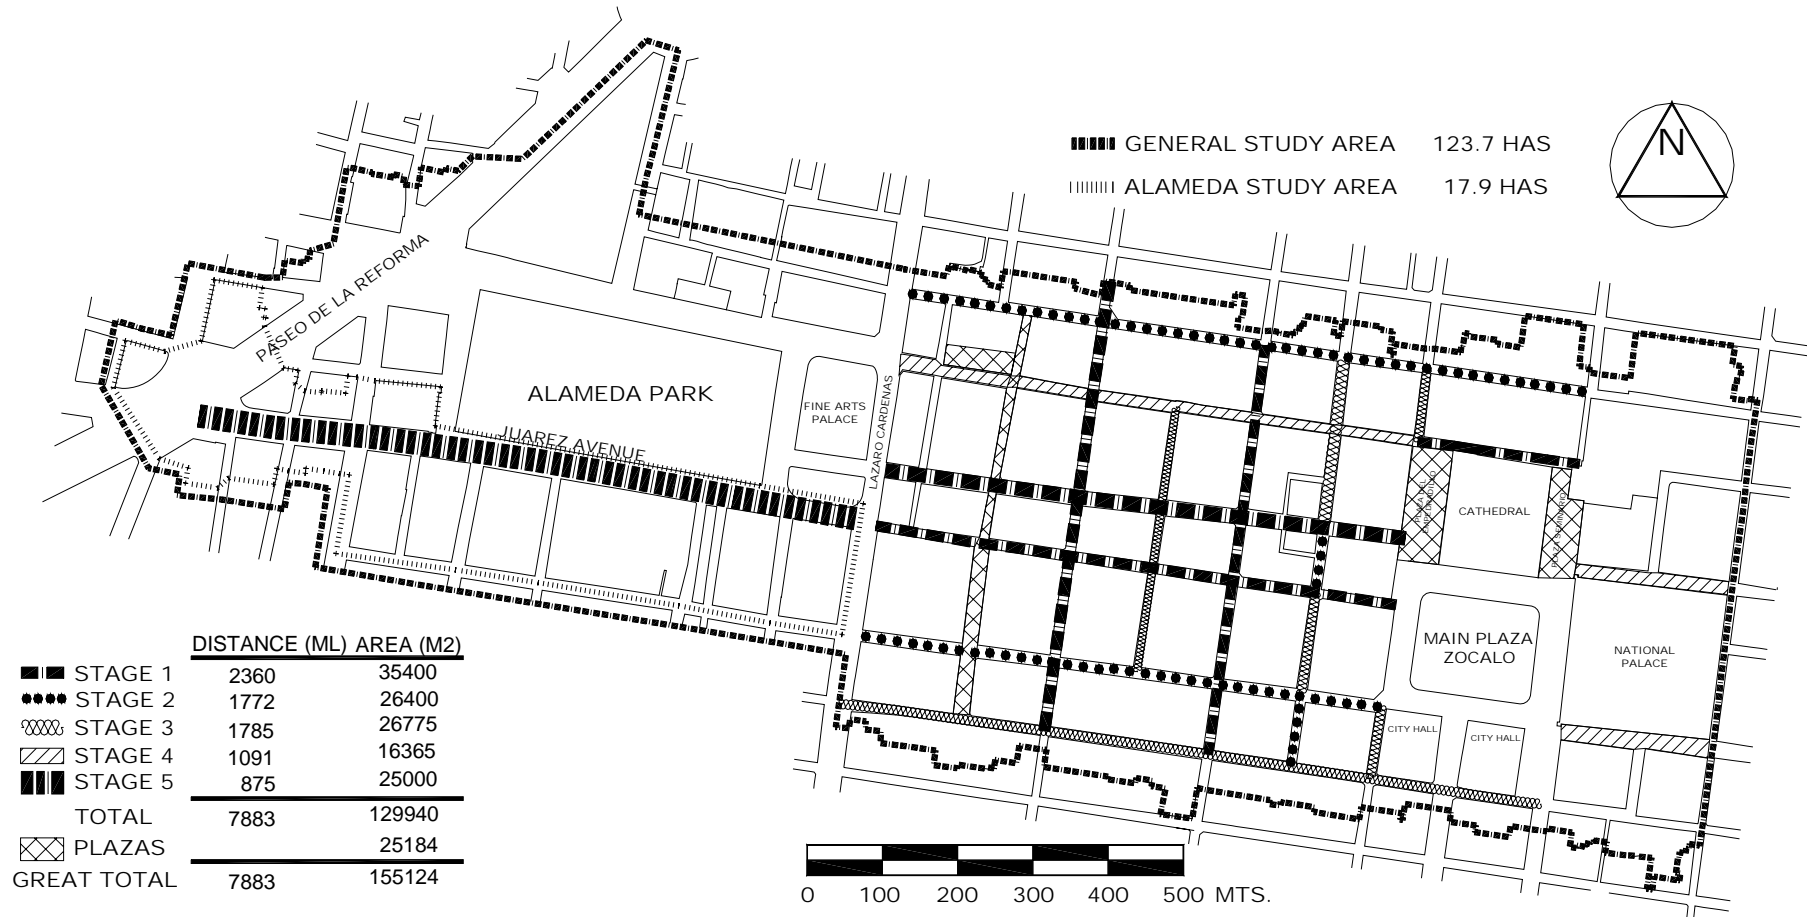 GENERAL STUDY AREA 123.7 HAS
N
ALAMEDA STUDY AREA 17.9 HAS
PASEO DE LA REFORMA
ALAMEDA PARK
FINE ARTS
PALACE
LAZARO CARDENAS
JUAREZ AVENUE
CATHEDRAL
MAIN PLAZA
ZOCALO
NATIONAL
PALACE
CITY HALL
CITY HALL
DISTANCE (ML) AREA (M2)
STAGE 1 2360 35400
STAGE 2 1772 26400
STAGE 3 1785 26775
STAGE 4 1091 16365
STAGE 5 875 25000
TOTAL 7883 129940
PLAZAS 25184
GREAT TOTAL 7883 155124
0 100 200 300 400 500 MTS.